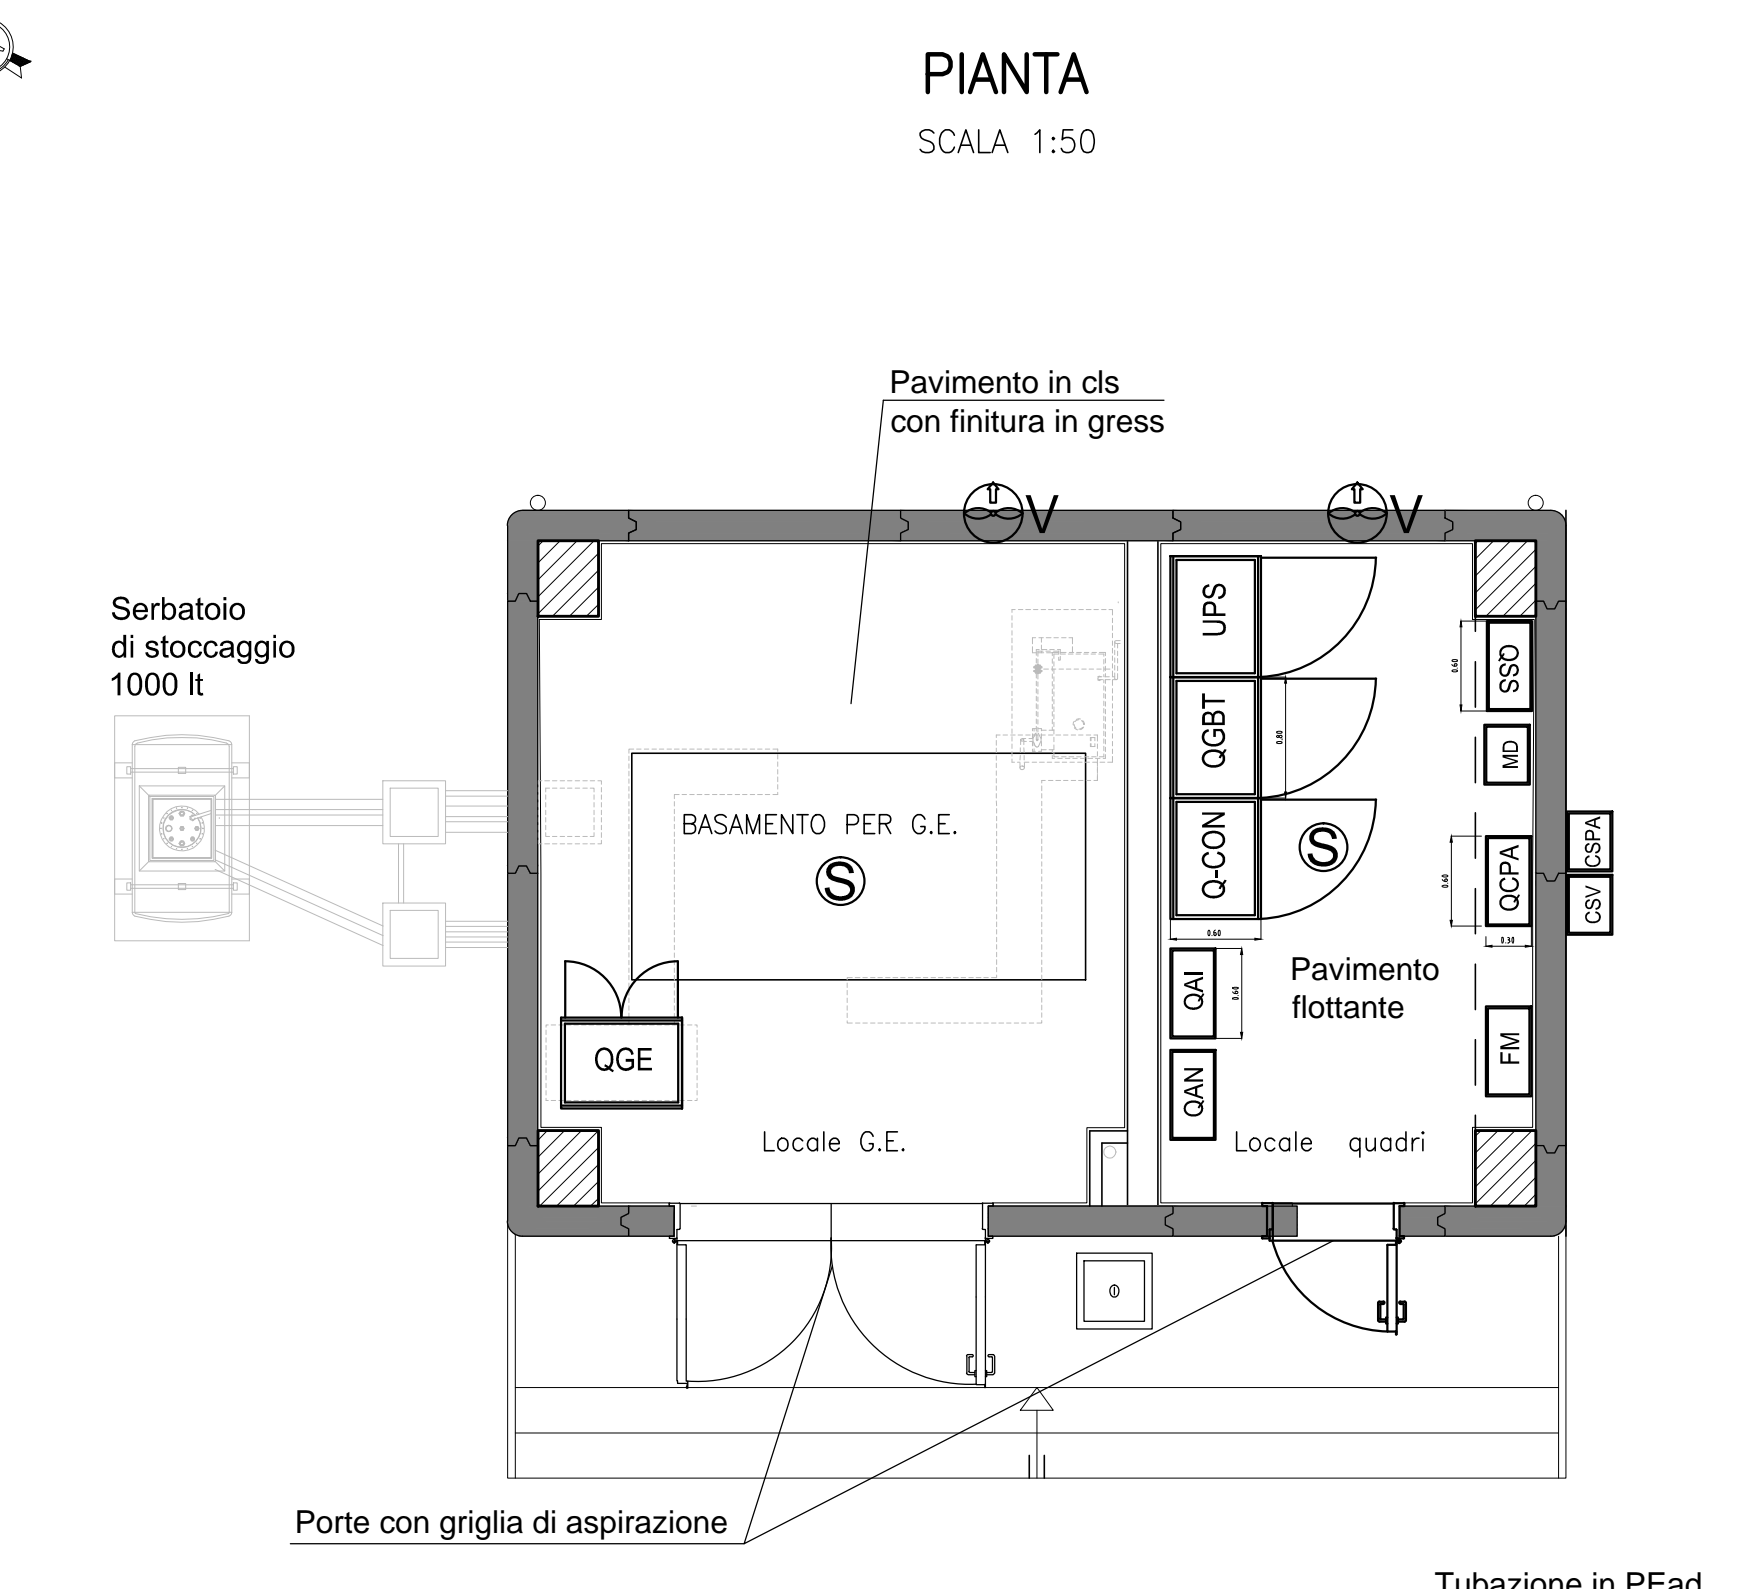 PIANTA
SCALA 1:50
Pavimento in cls
con finitura in gress
V
V
Serbatoio
di stoccaggio
1000 lt
UPS
SSQ
0.60
QGBT
0.80
MD
BASAMENTO PER G.E.
S
Q-CON
S
QCPA
0.60
0.30
CSPA
CSV
0.60
QAI
0.60
Pavimento
flottante
QGE
QAN
FM
Locale G.E.
Locale quadri
Porte con griglia di aspirazione
Tubazione in PEad